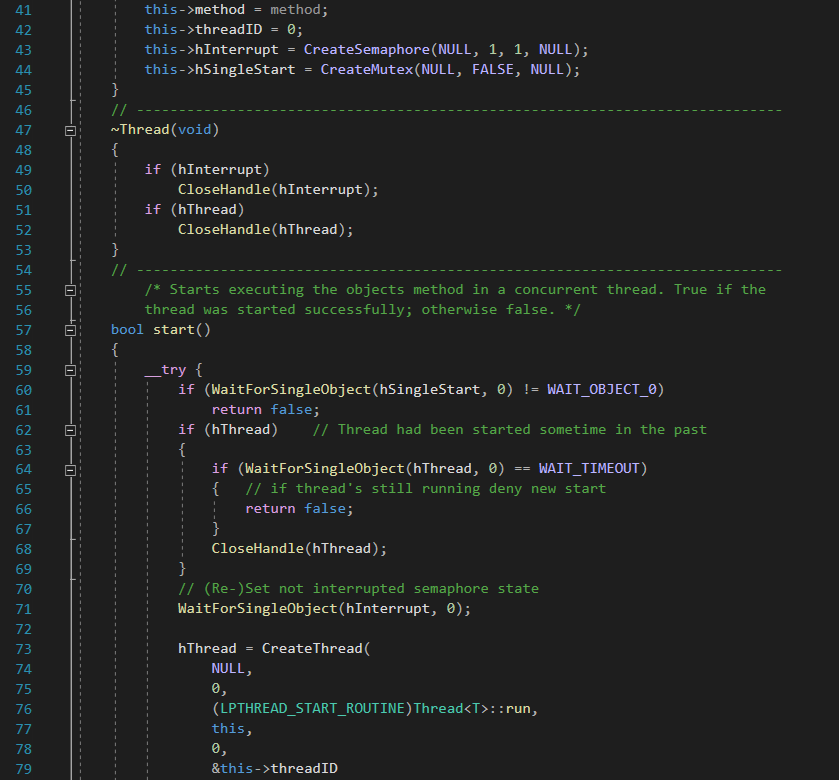 41 this->method = method;
42 this->threadID = 0;
43 this->hInterrupt = CreateSemaphore(NULL, 1, 1, NULL);
44 this->hSingleStart = CreateMutex(NULL, FALSE, NULL);
45 }
46 // -----------------------------------------------------------------------------
47 ~Thread(void)
48 {
49 if (hInterrupt)
50 CloseHandle(hInterrupt);
51 if (hThread)
52 CloseHandle(hThread);
53 }
54 // -----------------------------------------------------------------------------
55 /* Starts executing the objects method in a concurrent thread. True if the
56 thread was started successfully; otherwise false. */
57 bool start()
58 {
59 __try {
60 if (WaitForSingleObject(hSingleStart, 0) != WAIT_OBJECT_0)
61 return false;
62 if (hThread) // Thread had been started sometime in the past
63 {
64 if (WaitForSingleObject(hThread, 0) == WAIT_TIMEOUT)
65 { // if thread's still running deny new start
66 return false;
67 }
68 CloseHandle(hThread);
69 }
70 // (Re-)Set not interrupted semaphore state
71 WaitForSingleObject(hInterrupt, 0);
72
73 hThread = CreateThread(
74 NULL,
75 0,
76 (LPTHREAD_START_ROUTINE)Thread<T>::run,
77 this,
78 0,
79 &this->threadID